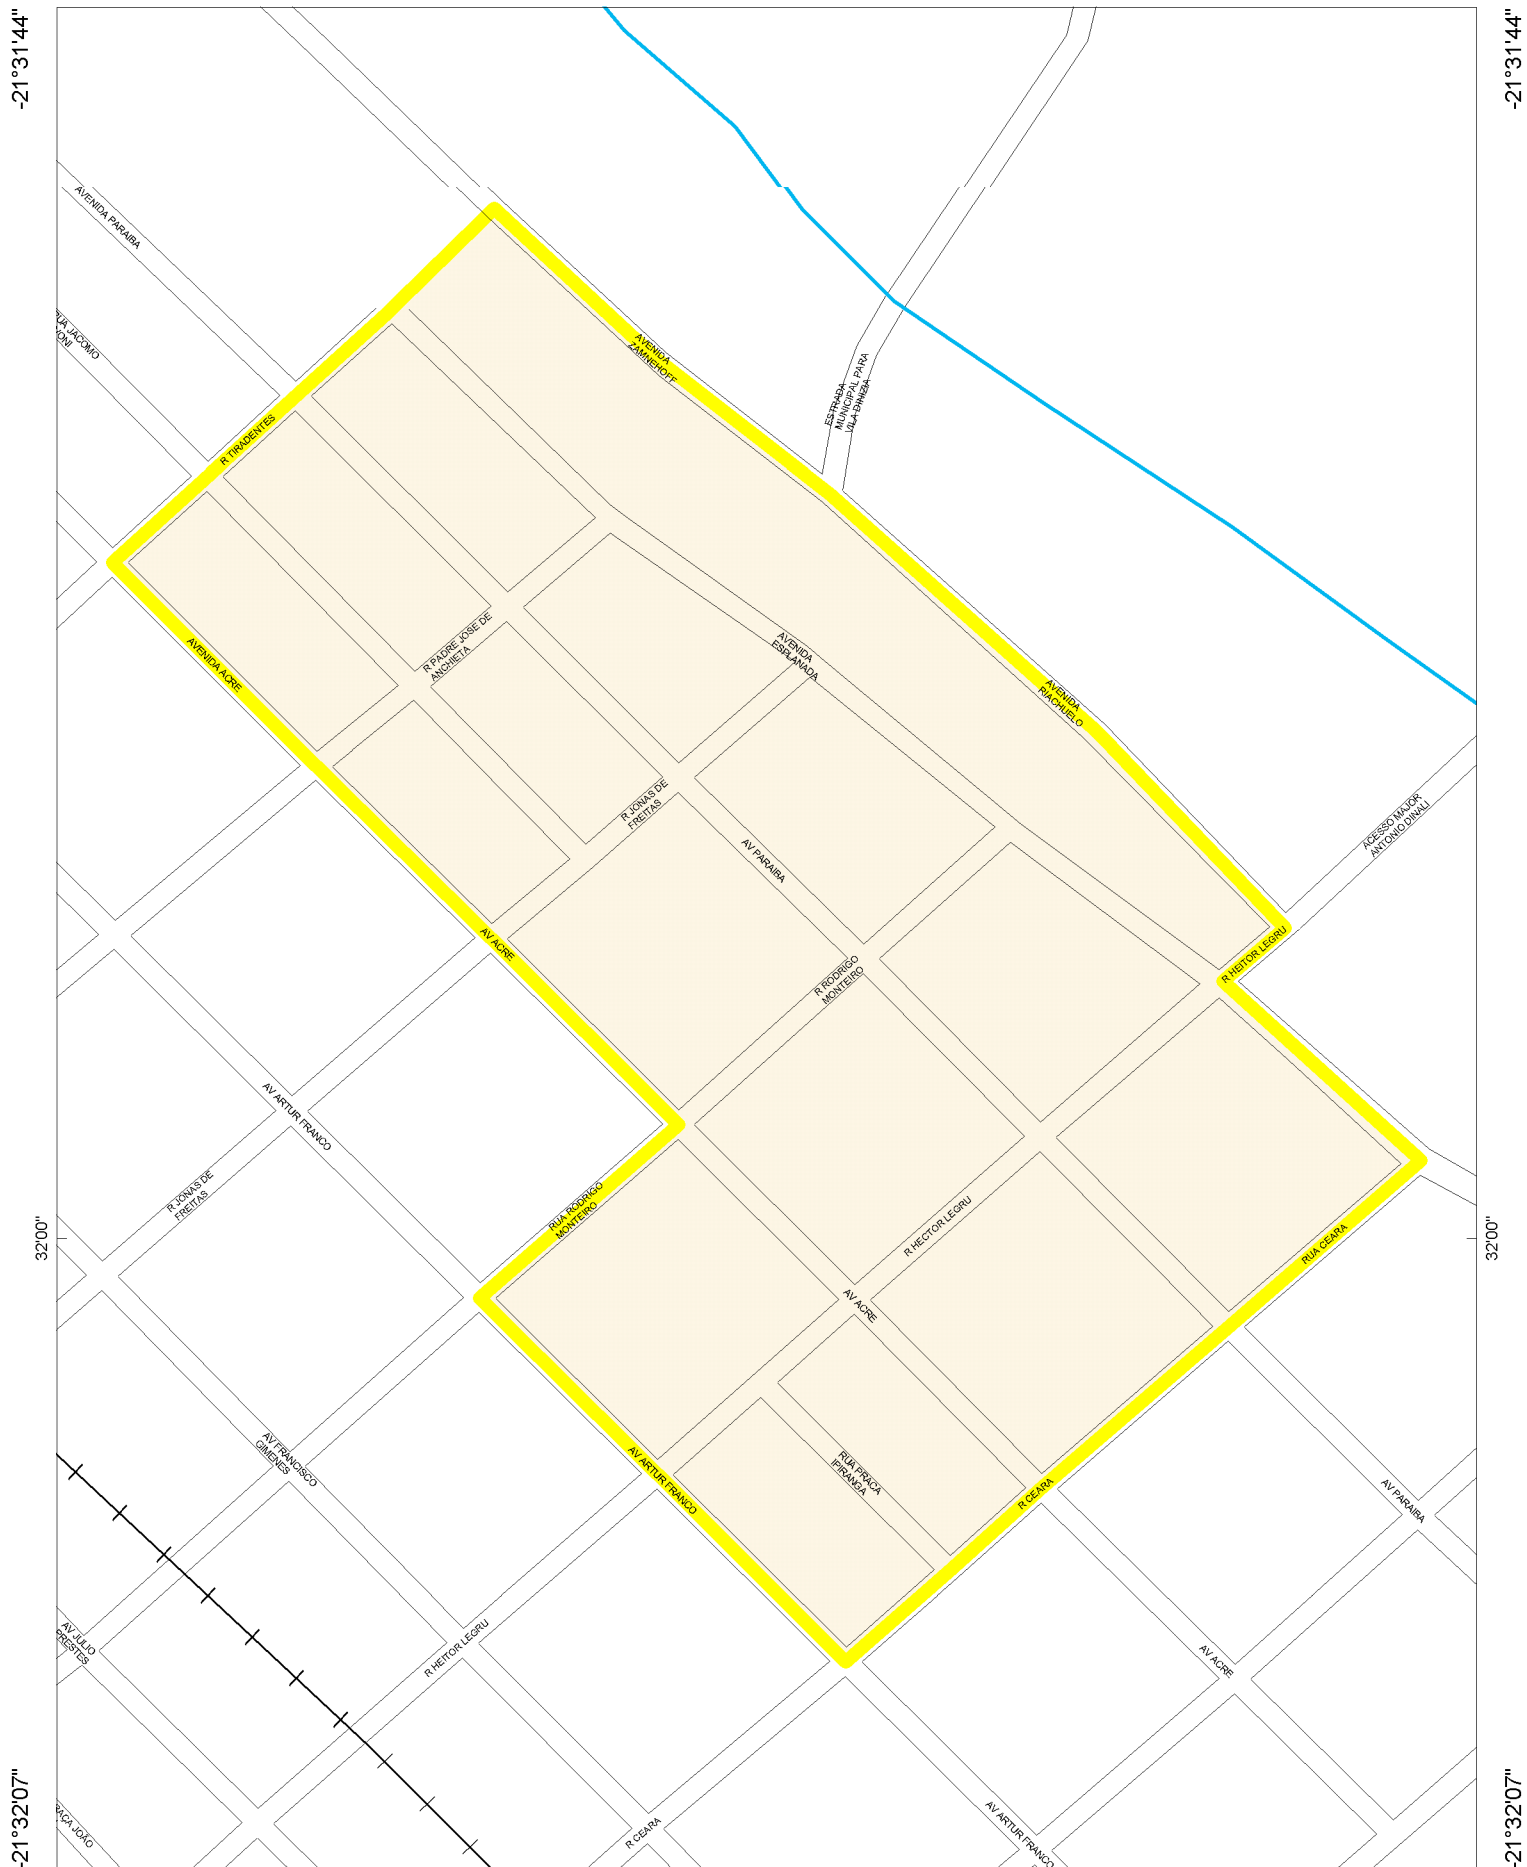 -21°31'44"
-21°31'44"
AVENIDA PARAIBA
RUA JACOMO
AVENIDA
ZAMNEHOFF
ESTRADA
MUNICIPAL PARA
VILA DINIZIA
R TIRADENTES
AVENIDA ACRE
R PADRE JOSE DE
ANCHIETA
AVENIDA
ESPLANADA
AVENIDA
RIACHUELO
R JONAS DE
FREITAS
AV PARAIBA
ACESSO MAJOR
ANTONIO DINALI
AV ACRE
R RODRIGO
MONTEIRO
R HEITOR LEGRU
AV ARTUR FRANCO
R JONAS DE
FREITAS
RUA RODRIGO
MONTEIRO
R HECTOR LEGRU
RUA CEARA
32'00"
32'00"
AV ACRE
AV FRANCISCO
GIMENES
AV ARTUR FRANCO
RUA PRACA
IPIRANGA
R CEARA
AV PARAIBA
AV JULIO
PRESTES
R HEITOR LEGRU
AV ACRE
R CEARA
AV ARTUR FRANCO
-21°32'07"
-21°32'07"